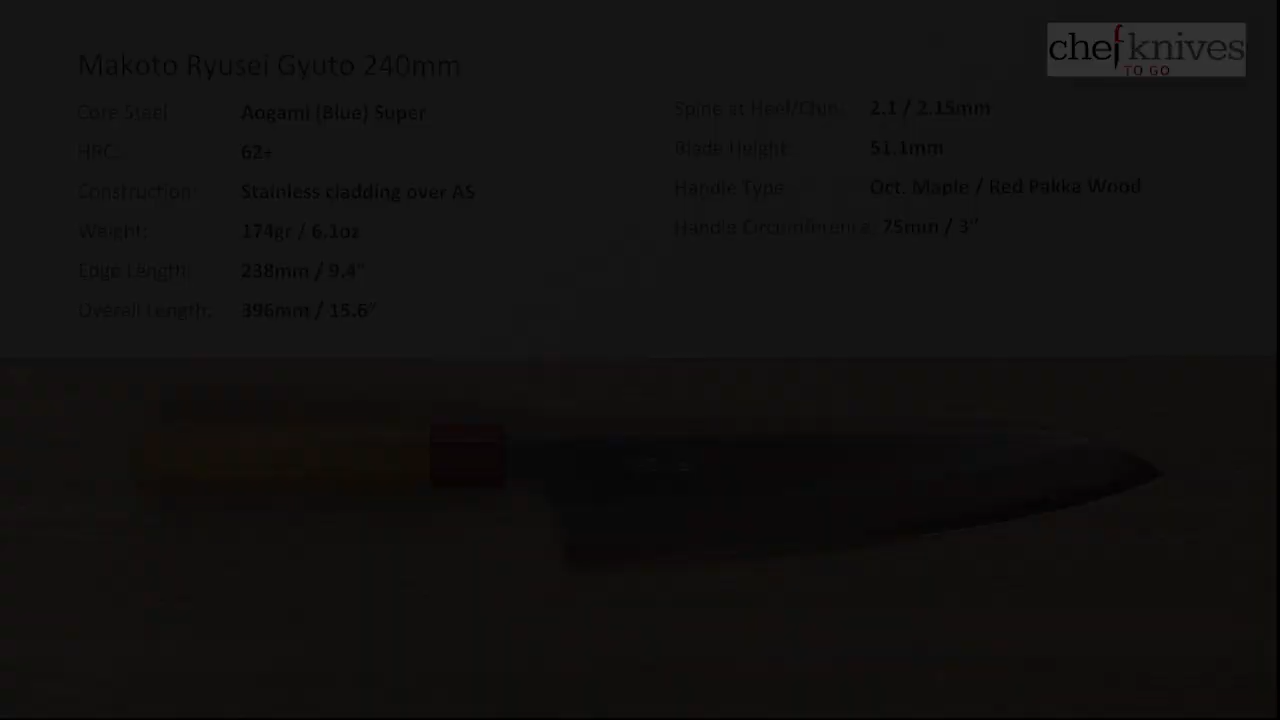 chef knives
TO GO
Makoto Ryusei Gyuto 240mm
Core Steel: Aogami (Blue) Super
HRC: 62+
Construction: Stainless cladding over AS
Weight: 174gr / 6.1oz
Edge Length: 238mm / 9.4”
Overall Length: 396mm / 15.6”
Spine at Heel/Chin: 2.1 / 2.15mm
Blade Height: 51.1mm
Handle Type: Oct. Maple / Red Pakka Wood
Handle Circumference: 75mm / 3”